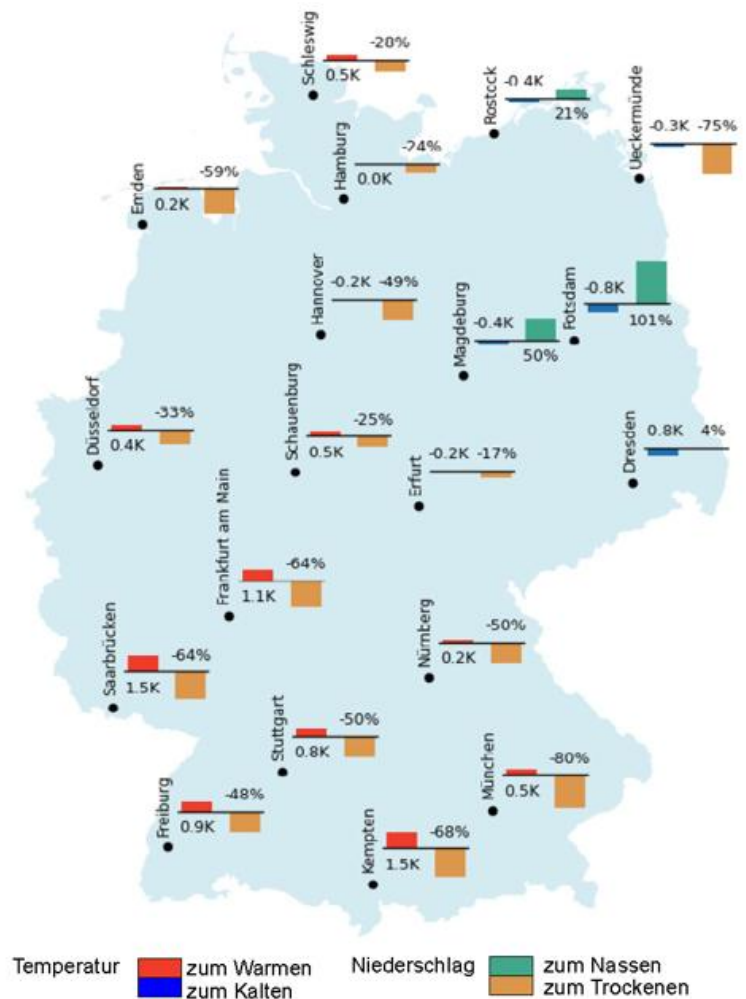 Schleswig
-20%
0.5K
Rostock
-0.4K
21%
Ueckermünde
-0.3K -75%
Hamburg
-24%
0.0K
Emden
-59%
0.2K
Hannover
-0.2K -49%
Magdeburg
-0.4K
50%
Potsdam
-0.8K
101%
Düsseldorf
-33%
0.4K
Schauenburg
-25%
0.5K
Erfurt
-0.2K -17%
Dresden
0.8K 4%
Frankfurt am Main
-64%
1.1K
Saarbrücken
-64%
1.5K
Nürnberg
-50%
0.2K
Stuttgart
-50%
0.8K
München
-80%
0.5K
Freiburg
-48%
0.9K
Kempten
-68%
1.5K
Temperatur
zum Warmen
zum Kalten
Niederschlag
zum Nassen
zum Trockenen